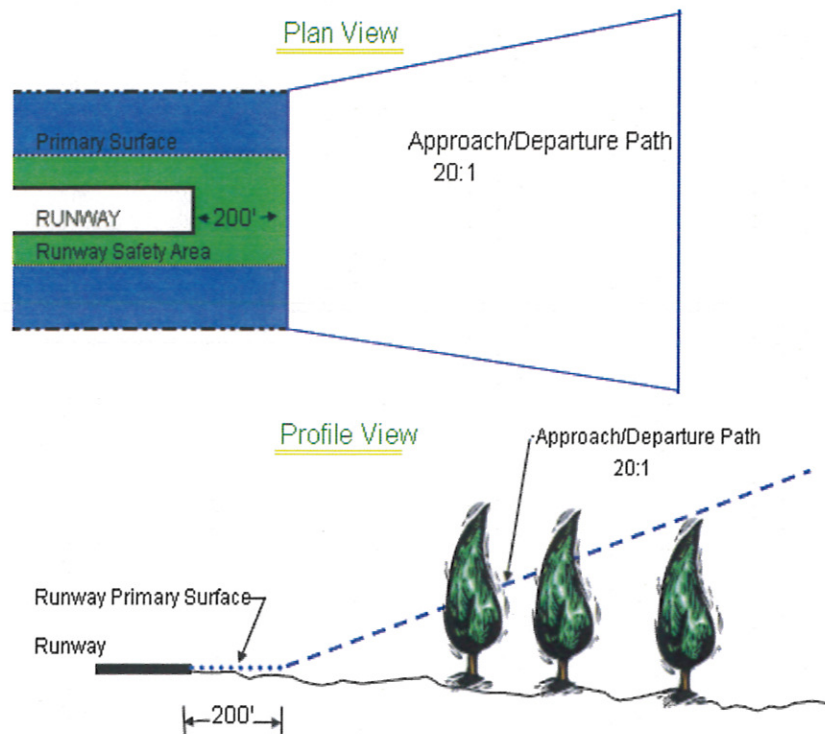 Plan View
Primary Surface
Approach/Departure Path
20:1
RUNWAY
200'
Runway Safety Area
Profile View
Approach/Departure Path
20:1
Runway Primary Surface
Runway
200'